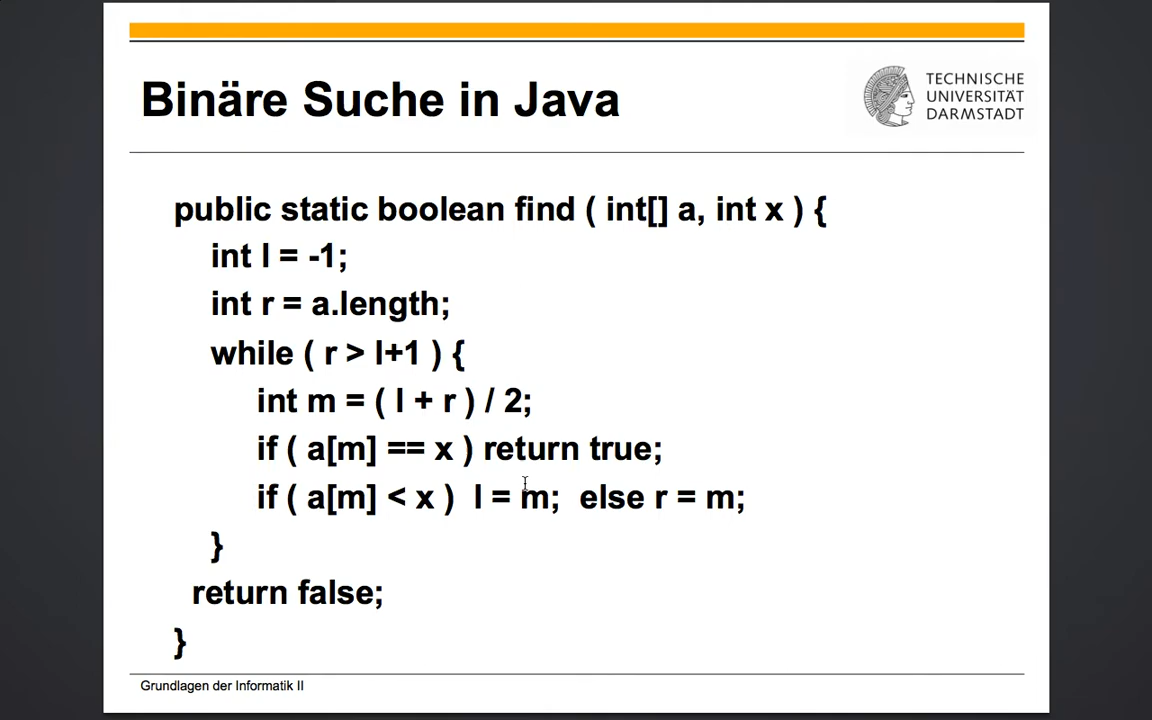 Binäre Suche in Java
TECHNISCHE
UNIVERSITÄT
DARMSTADT
public static boolean find ( int[] a, int x ) {
int l = -1;
int r = a.length;
while ( r > l+1 ) {
int m = ( l + r ) / 2;
if ( a[m] == x ) return true;
if ( a[m] < x ) l = m; else r = m;
}
return false;
}
Grundlagen der Informatik II